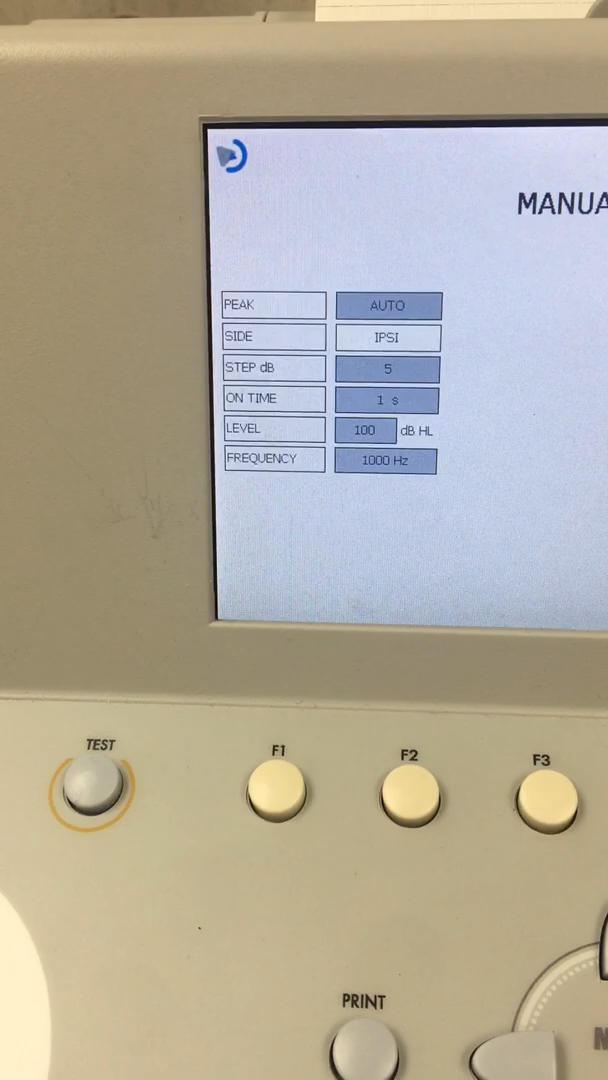 MANUA
PEAK AUTO
SIDE IPSI
STEP dB 5
ON TIME 1 s
LEVEL 100 dB HL
FREQUENCY 1000 Hz
TEST F1 F2 F3
PRINT
M